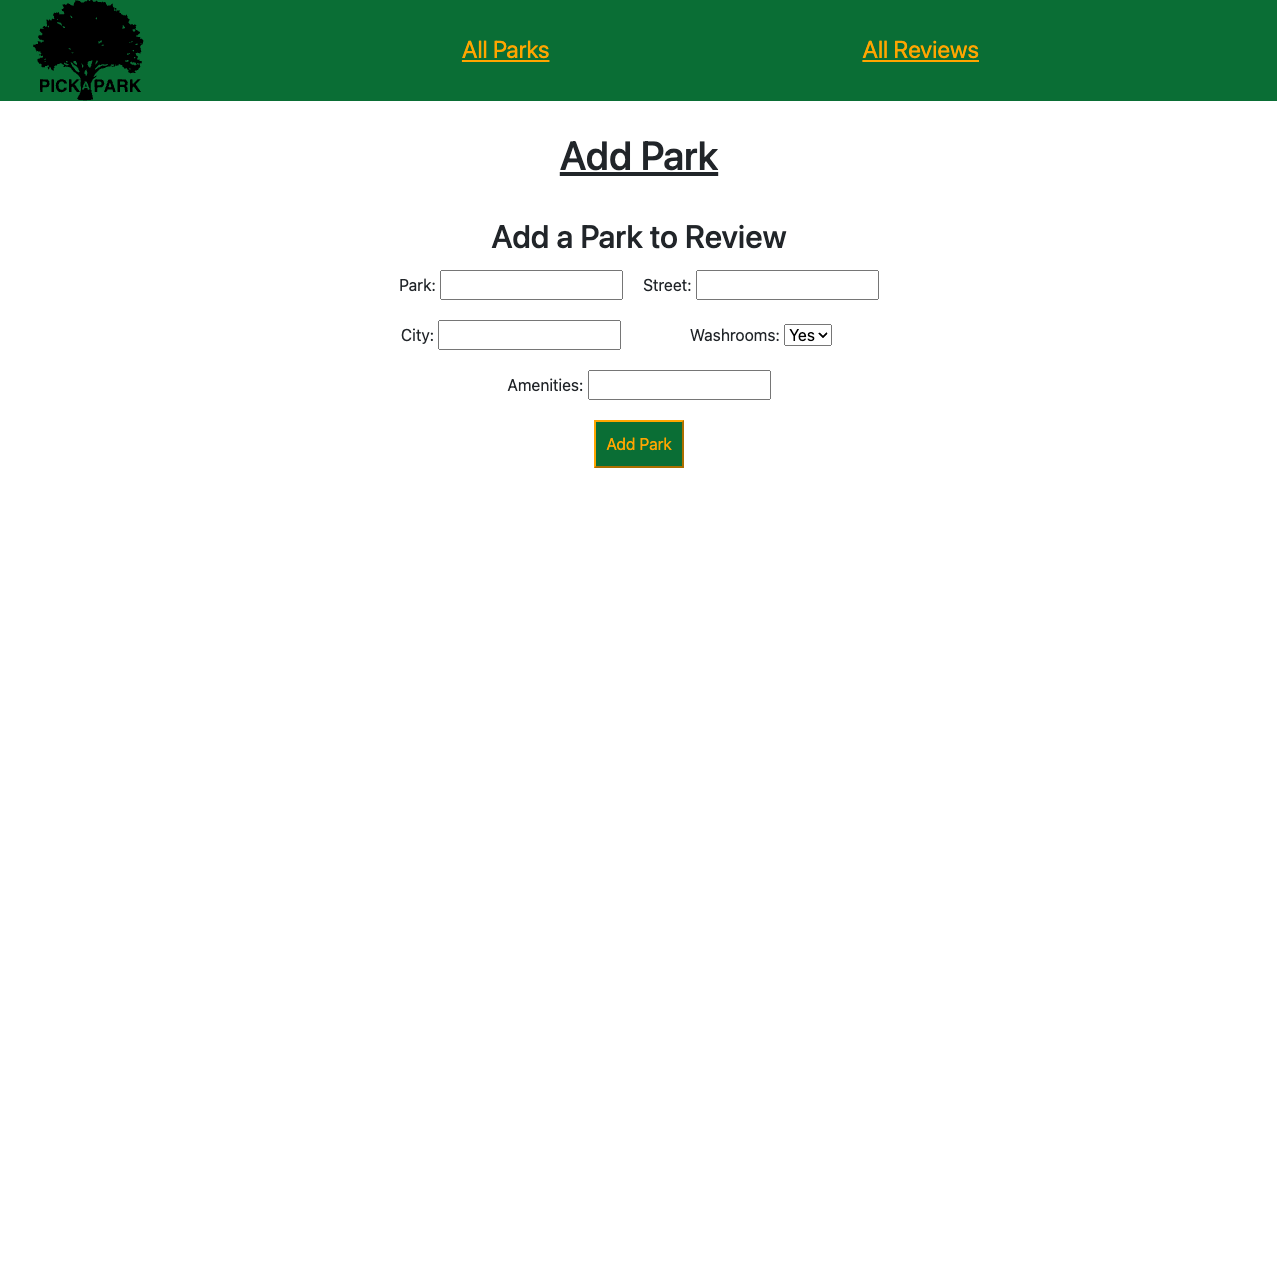 PICK A PARK
All Parks
All Reviews
Add Park
Add a Park to Review
Park:
Street:
City:
Washrooms: Yes
Amenities:
Add Park